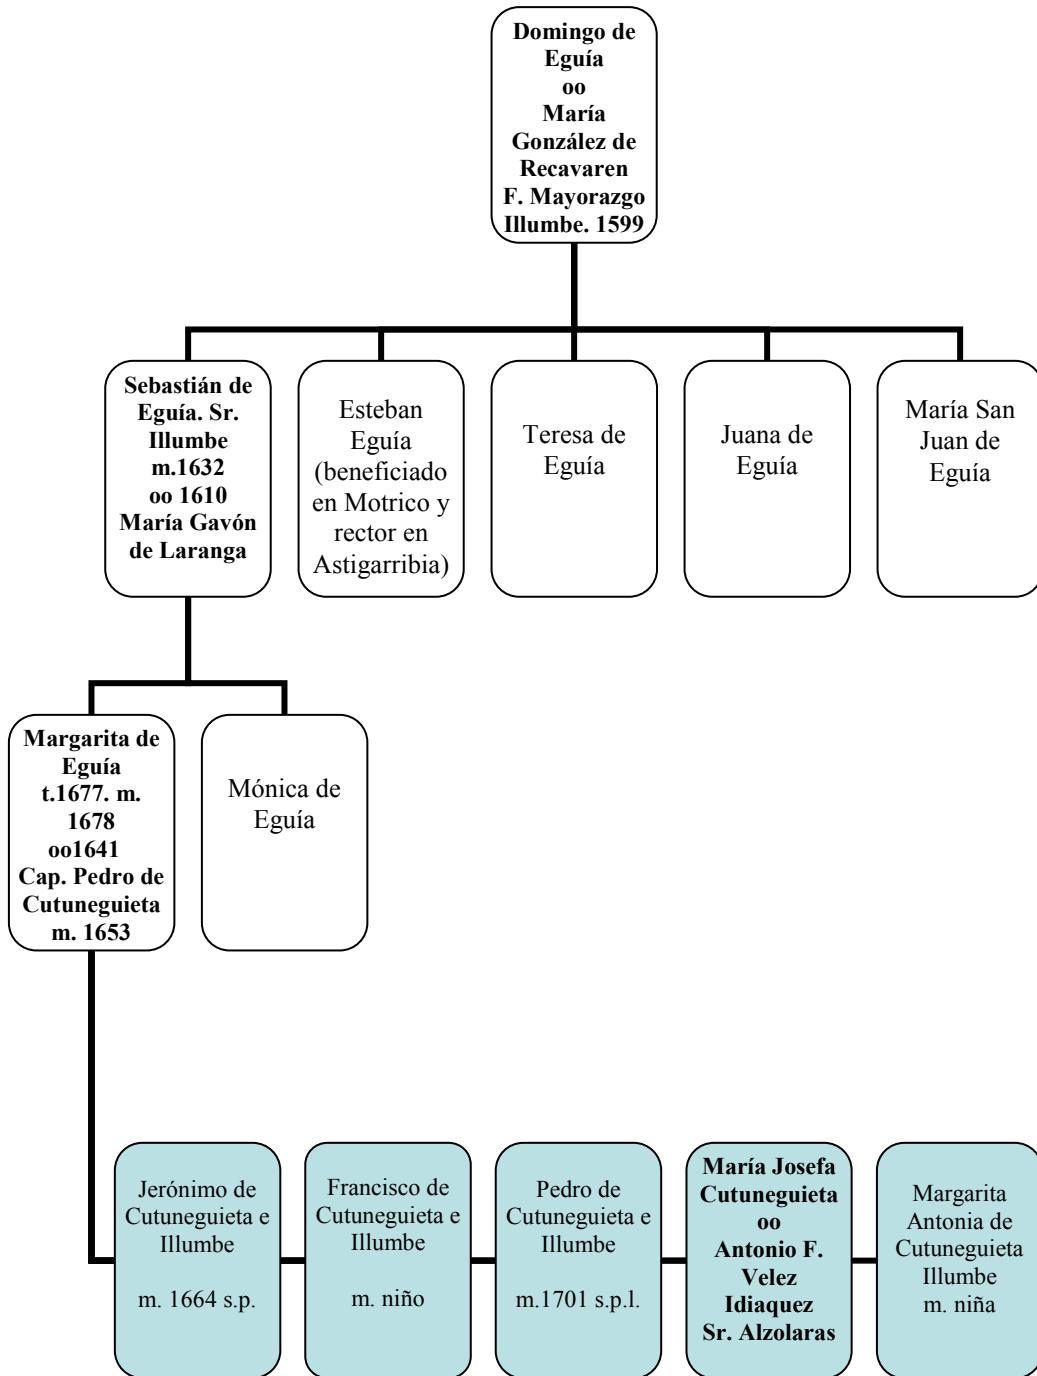 Domingo de
Eguía
oo
María
González de
Recavaren
F. Mayorazgo
Illumbe. 1599
Sebastián de
Eguía. Sr.
Illumbe
m.1632
oo 1610
María Gavón
de Laranga
Esteban
Eguía
(beneficiado
en Motrico y
rector en
Astigarribia)
Teresa de
Eguía
Juana de
Eguía
María San
Juan de
Eguía
Margarita de
Eguía
t.1677. m.
1678
oo1641
Cap. Pedro de
Cutuneguieta
m. 1653
Mónica de
Eguía
Jerónimo de
Cutuneguieta e
Illumbe
m. 1664 s.p.
Francisco de
Cutuneguieta e
Illumbe
m. niño
Pedro de
Cutuneguieta e
Illumbe
m.1701 s.p.l.
María Josefa
Cutuneguieta
oo
Antonio F.
Velez
Idiaquez
Sr. Alzolaras
Margarita
Antonia de
Cutuneguieta
Illumbe
m. niña